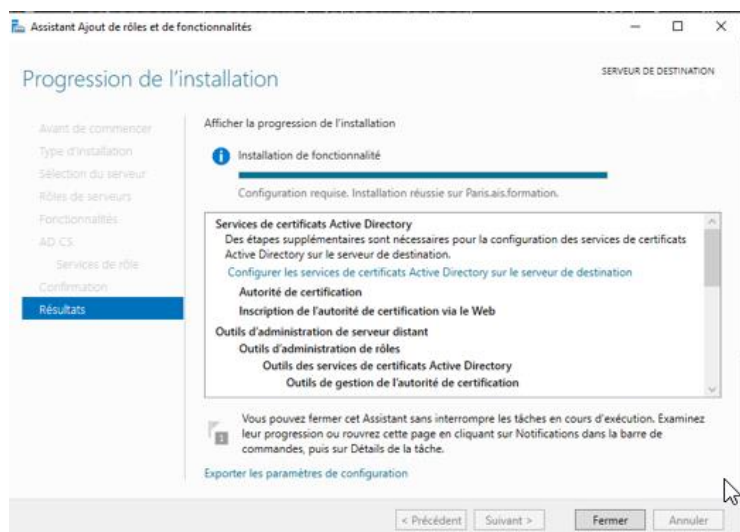 Assistant Ajout de rôles et de fonctionnalités
Progression de l'installation
SERVEUR DE DESTINATION
Avant de commencer
Type d'installation
Sélection du serveur
Rôles de serveurs
Fonctionnalités
AD CS
Services de rôle
Confirmation
Résultats
Afficher la progression de l'installation
Installation de fonctionnalité
Configuration requise. Installation réussie sur Paris.ais.formation.
Services de certificats Active Directory
Des étapes supplémentaires sont nécessaires pour la configuration des services de certificats
Active Directory sur le serveur de destination.
Configurer les services de certificats Active Directory sur le serveur de destination
Autorité de certification
Inscription de l'autorité de certification via le Web
Outils d'administration de serveur distant
Outils d'administration de rôles
Outils des services de certificats Active Directory
Outils de gestion de l'autorité de certification
Vous pouvez fermer cet Assistant sans interrompre les tâches en cours d'exécution. Examinez
leur progression ou rouvrez cette page en cliquant sur Notifications dans la barre de
commandes, puis sur Détails de la tâche.
Exporter les paramètres de configuration
< Précédent Suivant > Fermer Annuler